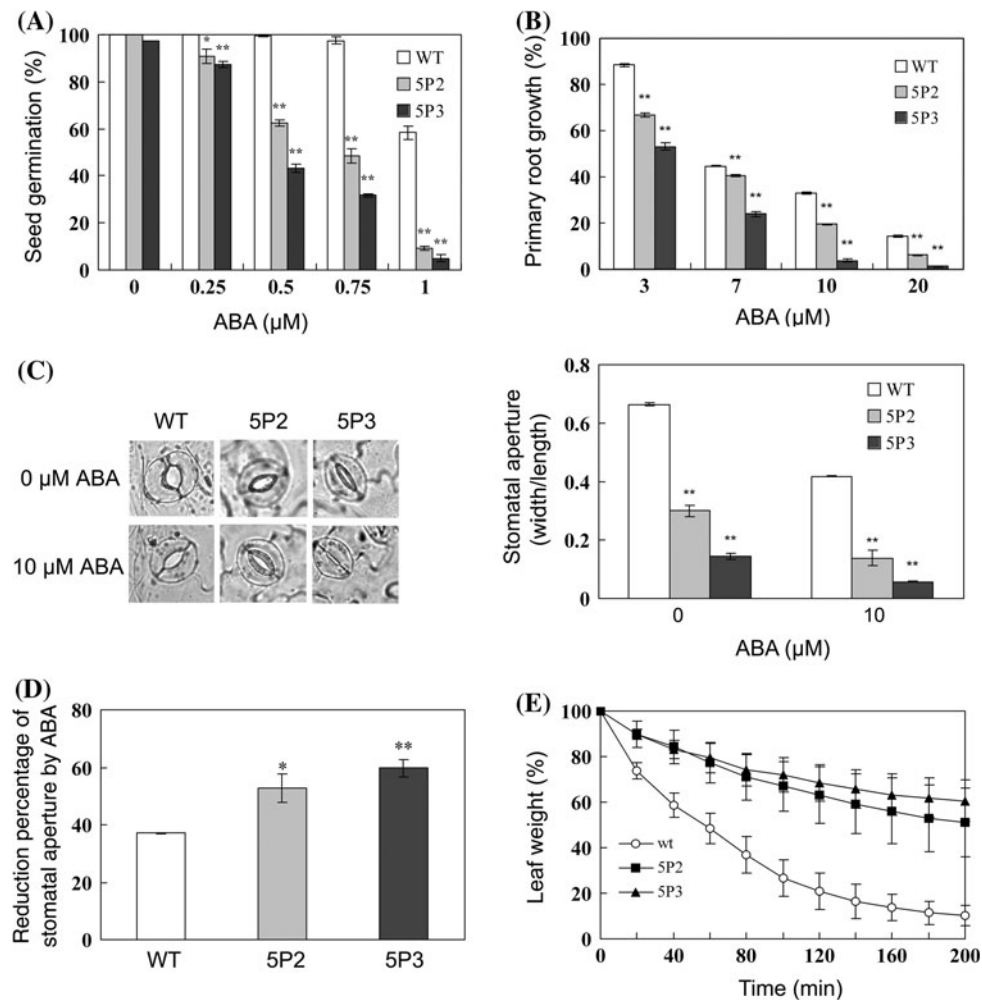 (A)
Seed germination (%)
100
80
60
40
20
0
WT
5P2
5P3
*
**
**
**
**
**
**
**
0 0.25 0.5 0.75 1
ABA (µM)
(B)
Primary root growth (%)
100
80
60
40
20
0
WT
5P2
5P3
**
**
**
**
**
**
**
**
3 7 10 20
ABA (µM)
(C)
WT 5P2 5P3
0 µM ABA
10 µM ABA
Stomatal aperture
(width/length)
0.8
0.6
0.4
0.2
0
WT
5P2
5P3
**
**
**
**
0 10
ABA (µM)
(D)
Reduction percentage of
stomatal aperture by ABA
80
60
40
20
0
*
**
WT 5P2 5P3
(E)
Leaf weight (%)
100
80
60
40
20
0
wt
5P2
5P3
0 40 80 120 160 200
Time (min)